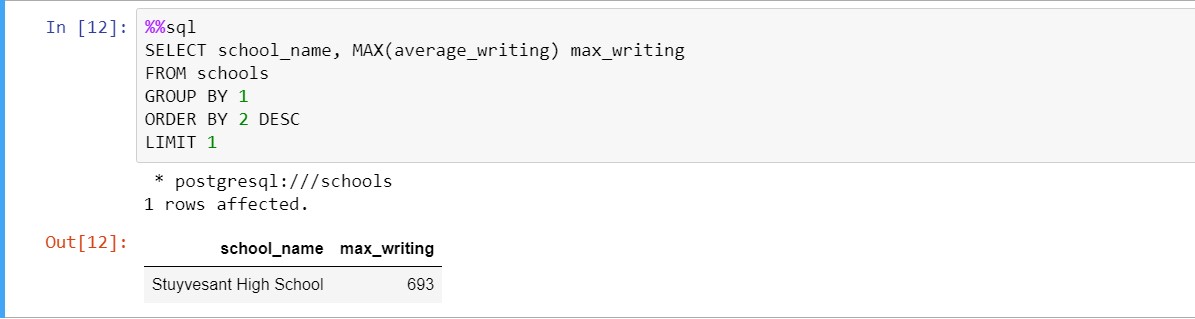 In [12]: %%sql
SELECT school_name, MAX(average_writing) max_writing
FROM schools
GROUP BY 1
ORDER BY 2 DESC
LIMIT 1
* postgresql:///schools
1 rows affected.
Out[12]:
school_name max_writing
Stuyvesant High School 693